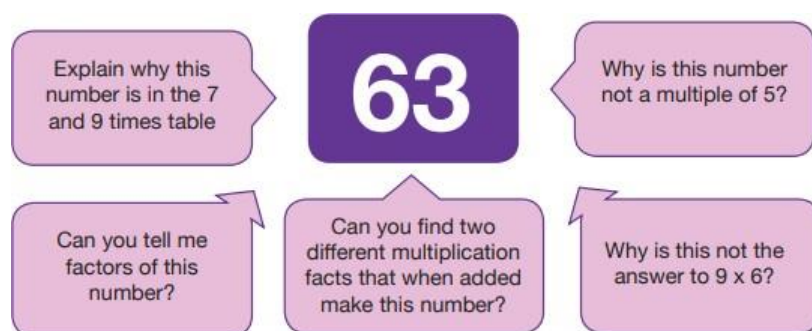 Explain why this
number is in the 7
and 9 times table
63
Why is this number
not a multiple of 5?
Can you tell me
factors of this
number?
Can you find two
different multiplication
facts that when added
make this number?
Why is this not the
answer to 9 x 6?